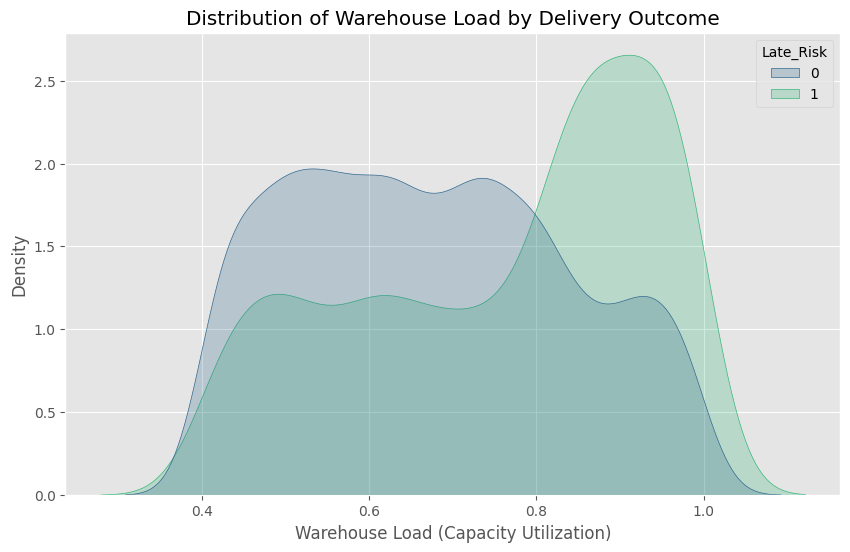 Distribution of Warehouse Load by Delivery Outcome
Late_Risk
0
1
2.5
2.0
1.5
1.0
0.5
0.0
Density
0.4 0.6 0.8 1.0
Warehouse Load (Capacity Utilization)